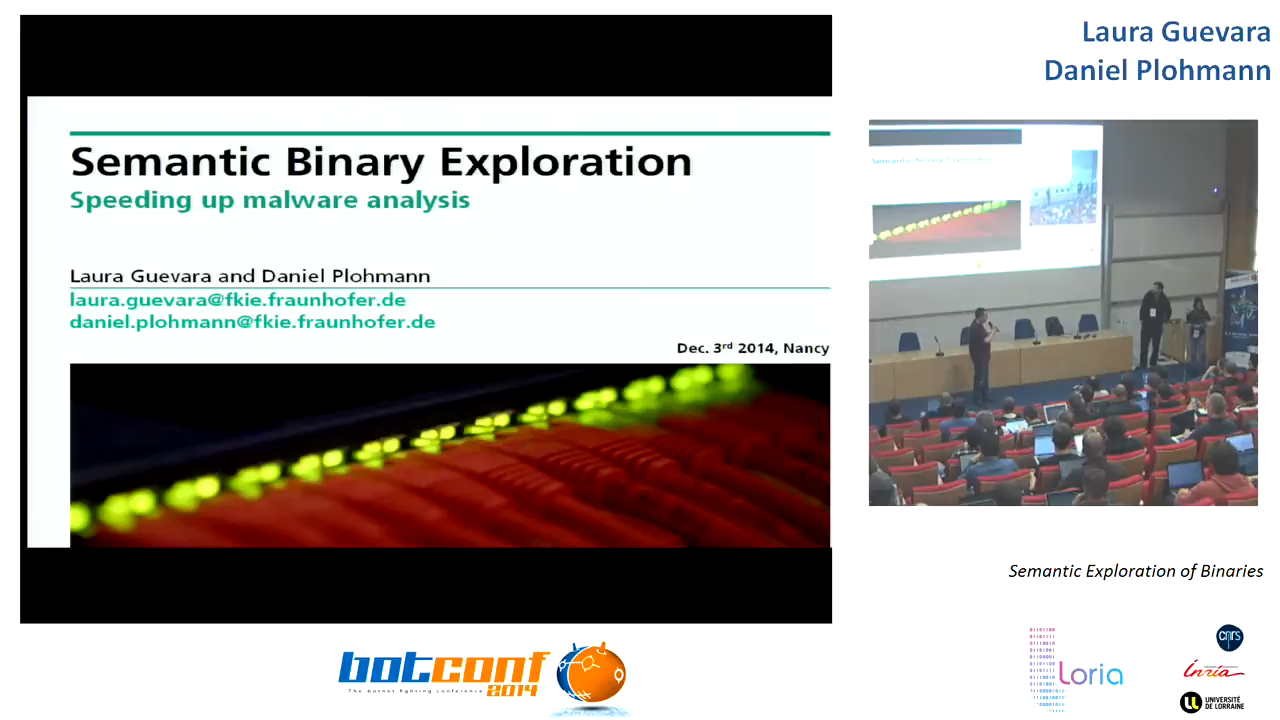 Laura Guevara
Daniel Plohmann
Semantic Binary Exploration
Speeding up malware analysis
Laura Guevara and Daniel Plohmann
laura.guevara@fkie.fraunhofer.de
daniel.plohmann@fkie.fraunhofer.de
Dec. 3rd 2014, Nancy
Semantic Exploration of Binaries
botconf
2014
The botnet fighting conference
Loria
cnrs
inria
UNIVERSITÉ
DE LORRAINE